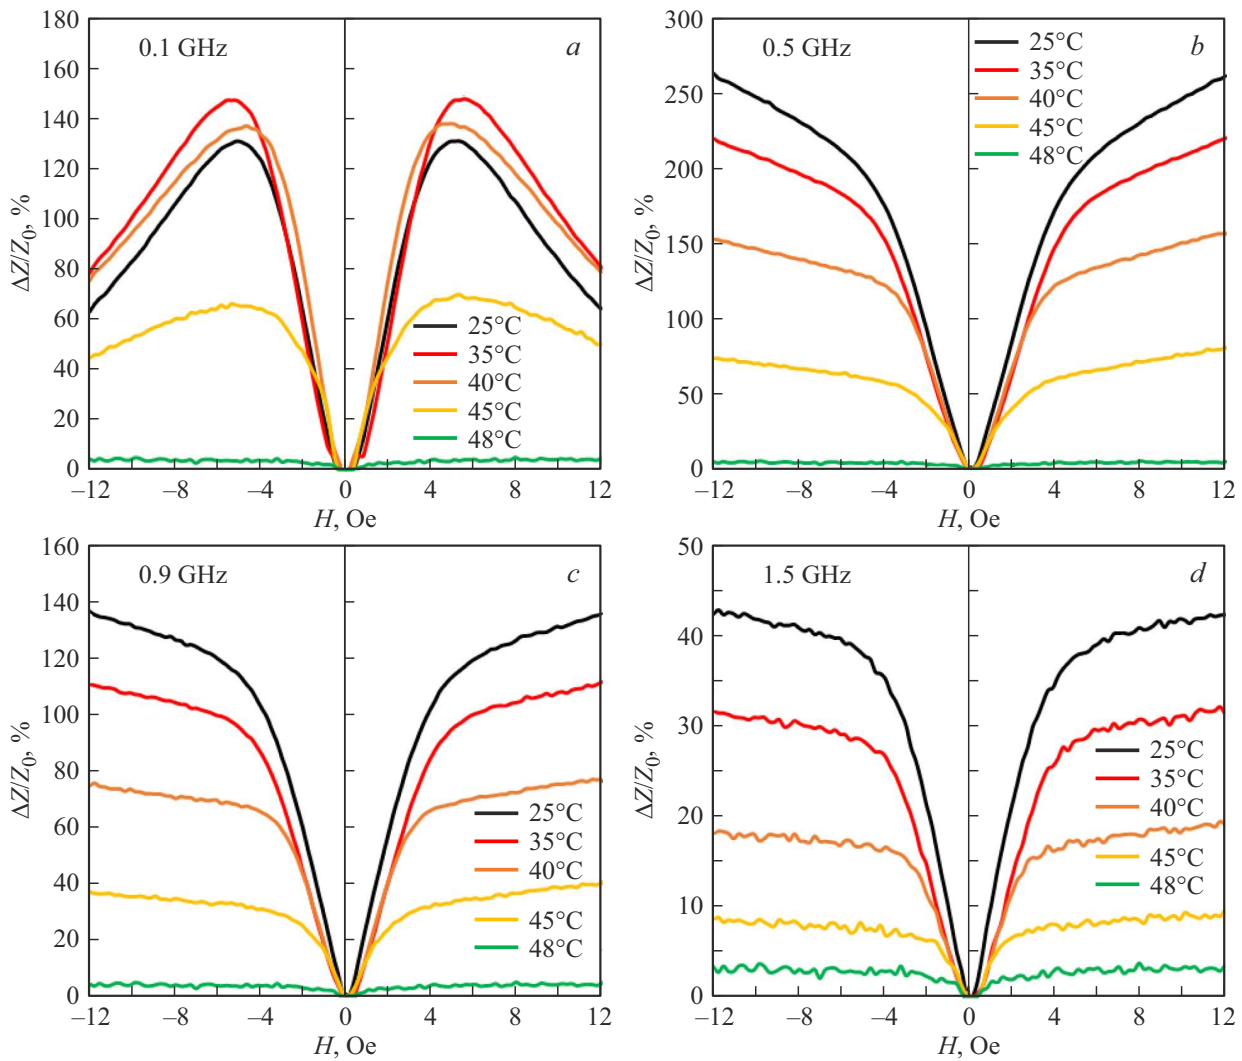 180
160
140
120
100
80
60
40
20
0
ΔZ/Z0, %
0.1 GHz
a
25°C
35°C
40°C
45°C
48°C
–12
–8
–4
0
4
8
12
H, Oe
300
250
200
150
100
50
0
ΔZ/Z0, %
0.5 GHz
b
25°C
35°C
40°C
45°C
48°C
–12
–8
–4
0
4
8
12
H, Oe
160
140
120
100
80
60
40
20
0
ΔZ/Z0, %
0.9 GHz
c
25°C
35°C
40°C
45°C
48°C
–12
–8
–4
0
4
8
12
H, Oe
50
40
30
20
10
0
ΔZ/Z0, %
1.5 GHz
d
25°C
35°C
40°C
45°C
48°C
–12
–8
–4
0
4
8
12
H, Oe